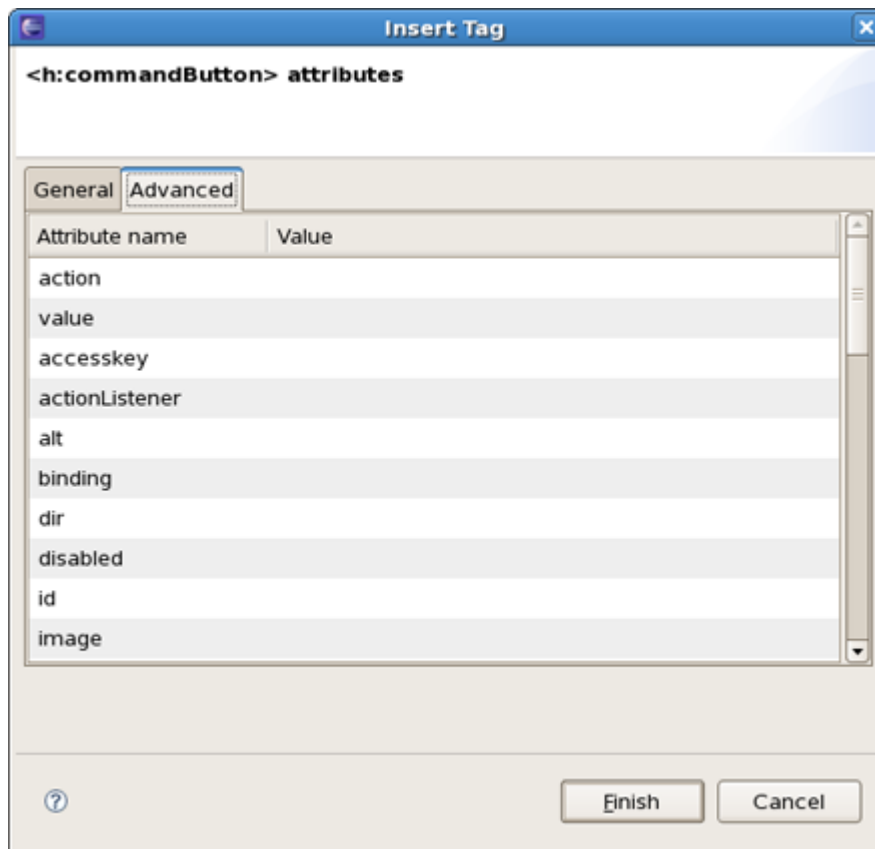 Insert Tag
<h:commandButton> attributes
General Advanced
Attribute name Value
action
value
accesskey
actionListener
alt
binding
dir
disabled
id
image
Finish Cancel